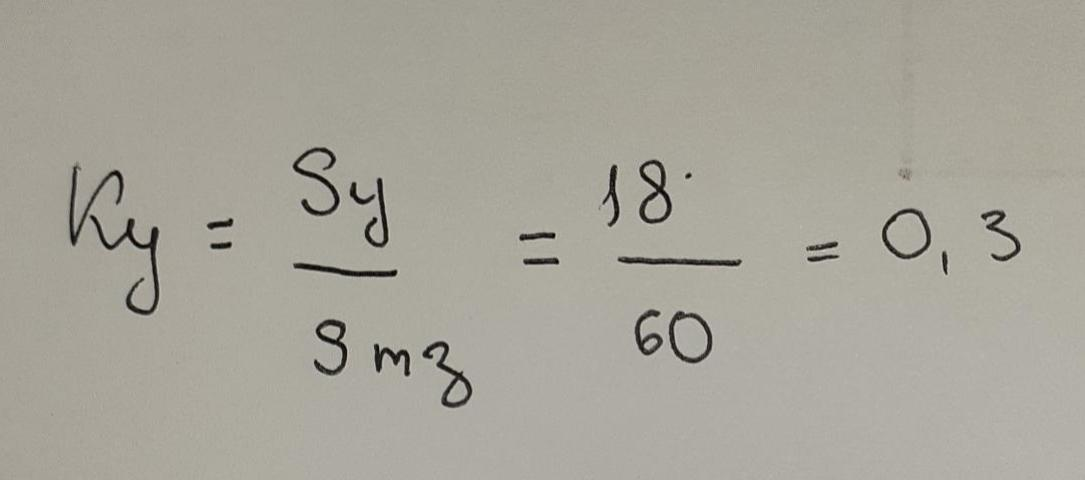 Ky = Sy / Smz = 18 / 60 = 0,3